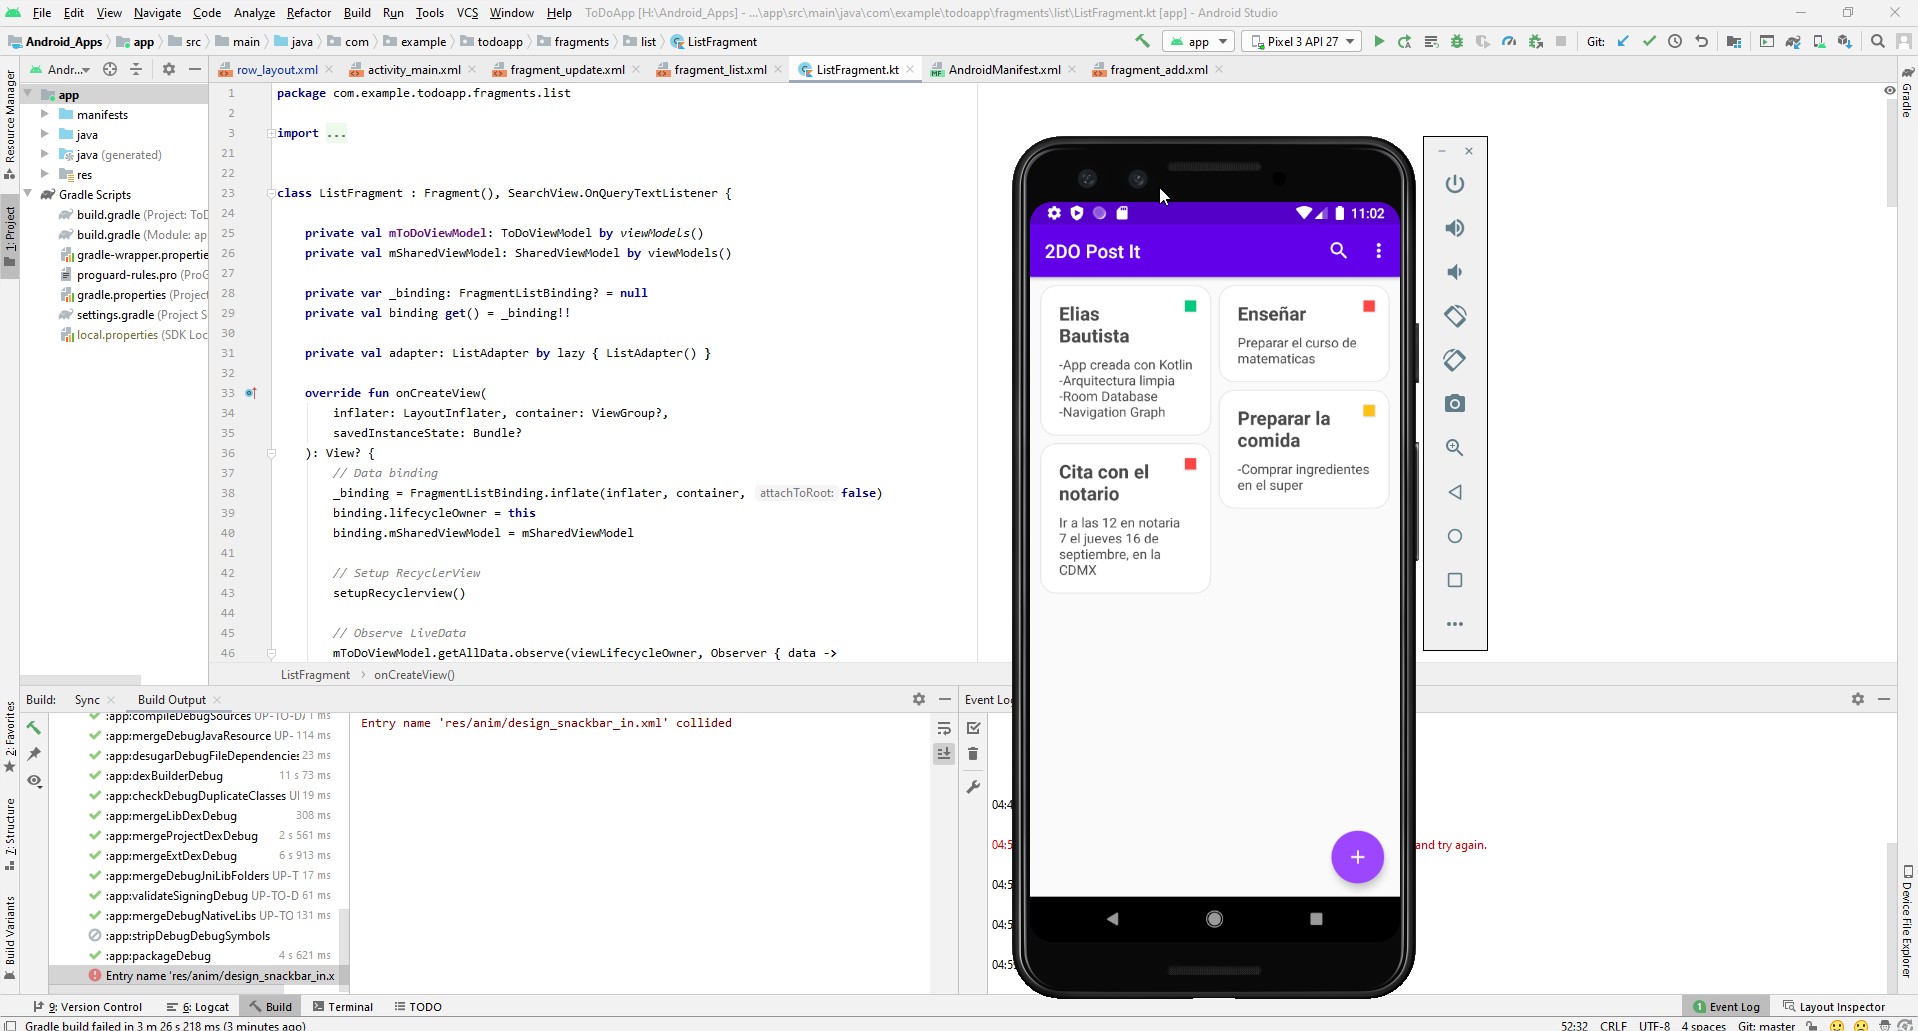 File Edit View Navigate Code Analyze Refactor Build Run Tools VCS Window Help ToDoApp [H:\Android_Apps] - ...\app\src\main\java\com\example\todoapp\fragments\list\ListFragment.kt [app] - Android Studio
Android_Apps app src main java com example todoapp fragments list ListFragment app Pixel 3 API 27 Git:
Andr... row_layout.xml activity_main.xml fragment_update.xml fragment_list.xml ListFragment.kt AndroidManifest.xml fragment_add.xml
Resource Manager
1: Project
2: Favorites
7: Structure
Build Variants
Gradle
Device File Explorer
app
manifests
java
java (generated)
res
Gradle Scripts
build.gradle (Project: ToD
build.gradle (Module: ap
gradle-wrapper.propertie
proguard-rules.pro (ProG
gradle.properties (Project
settings.gradle (Project S
local.properties (SDK Loc
1 package com.example.todoapp.fragments.list
2
3 import ...
21
22
23 class ListFragment : Fragment(), SearchView.OnQueryTextListener {
24
25 private val mToDoViewModel: ToDoViewModel by viewModels()
26 private val mSharedViewModel: SharedViewModel by viewModels()
27
28 private var _binding: FragmentListBinding? = null
29 private val binding get() = _binding!!
30
31 private val adapter: ListAdapter by lazy { ListAdapter() }
32
33 override fun onCreateView(
34 inflater: LayoutInflater, container: ViewGroup?,
35 savedInstanceState: Bundle?
36 ): View? {
37 // Data binding
38 _binding = FragmentListBinding.inflate(inflater, container, attachToRoot: false)
39 binding.lifecycleOwner = this
40 binding.mSharedViewModel = mSharedViewModel
41
42 // Setup RecyclerView
43 setupRecyclerview()
44
45 // Observe LiveData
46 mToDoViewModel.getAllData.observe(viewLifecycleOwner, Observer { data ->
ListFragment › onCreateView()
11:02
2DO Post It
Elias
Bautista
-App creada con Kotlin
-Arquitectura limpia
-Room Database
-Navigation Graph
Enseñar
Preparar el curso de
matematicas
Preparar la
comida
-Comprar ingredientes
en el super
Cita con el
notario
Ir a las 12 en notaria
7 el jueves 16 de
septiembre, en la
CDMX
Build: Sync Build Output
:app:compileDebugSources UP-TO-D/ 1 ms
:app:mergeDebugJavaResource UP- 114 ms
:app:desugarDebugFileDependencies 23 ms
:app:dexBuilderDebug 11 s 73 ms
:app:checkDebugDuplicateClasses UI 19 ms
:app:mergeLibDexDebug 308 ms
:app:mergeProjectDexDebug 2 s 561 ms
:app:mergeExtDexDebug 6 s 913 ms
:app:mergeDebugJniLibFolders UP-T 17 ms
:app:validateSigningDebug UP-TO-D 61 ms
:app:mergeDebugNativeLibs UP-TO 131 ms
:app:stripDebugDebugSymbols
:app:packageDebug 4 s 621 ms
Entry name 'res/anim/design_snackbar_in.x
Entry name 'res/anim/design_snackbar_in.xml' collided
Event Log
04:4
04:5 and try again.
04:5
04:5
04:5
9: Version Control 6: Logcat Build Terminal TODO 1 Event Log Layout Inspector
Gradle build failed in 3 m 26 s 218 ms (3 minutes ago) 52:32 CRLF UTF-8 4 spaces Git: master